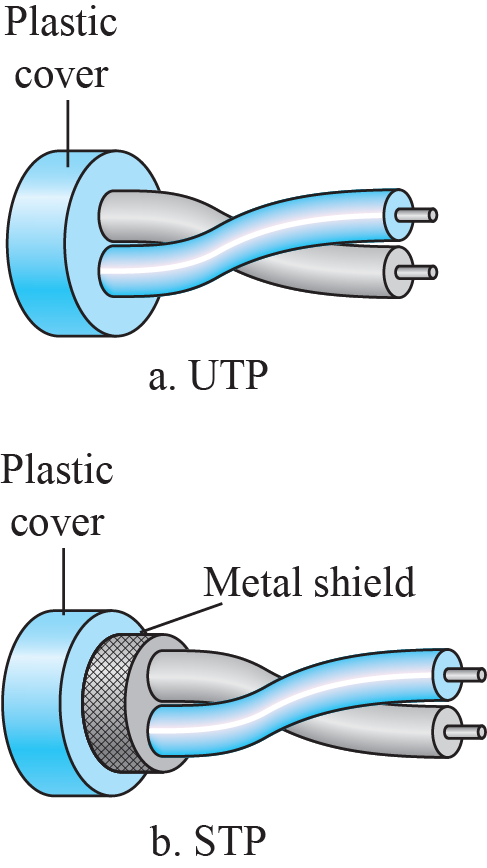 Plastic
cover
a. UTP
Plastic
cover
Metal shield
b. STP